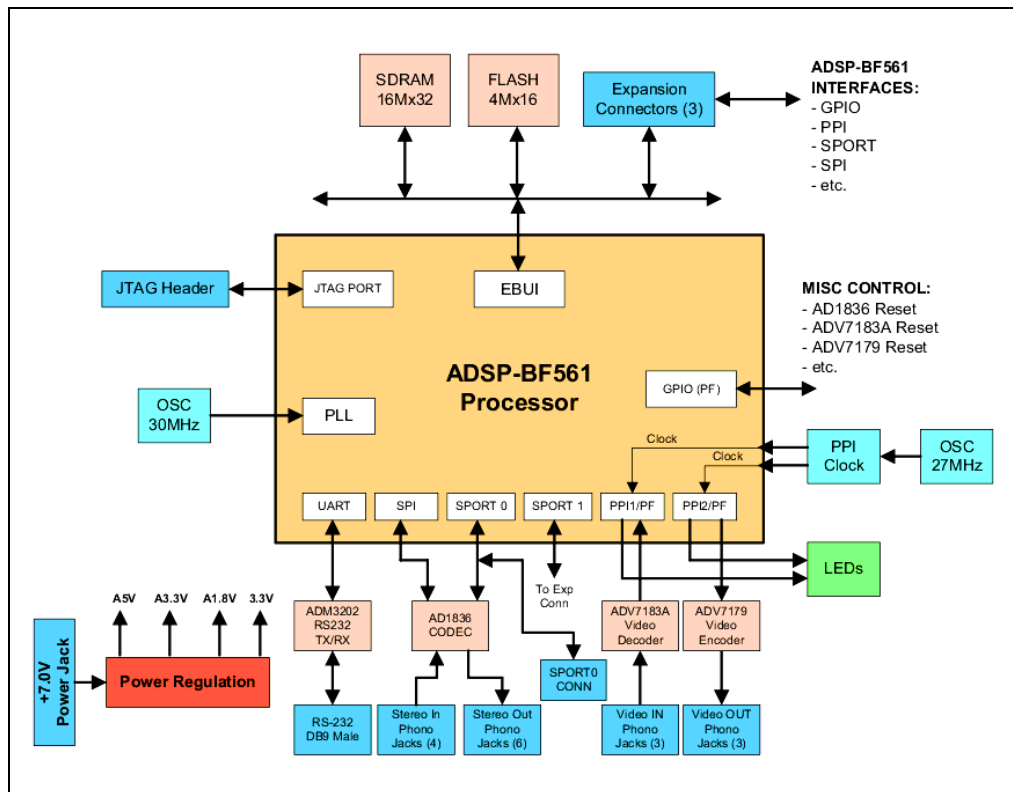 SDRAM
16Mx32
FLASH
4Mx16
Expansion
Connectors (3)
ADSP-BF561
INTERFACES:
- GPIO
- PPI
- SPORT
- SPI
- etc.
JTAG Header
JTAG PORT
EBUI
MISC CONTROL:
- AD1836 Reset
- ADV7183A Reset
- ADV7179 Reset
- etc.
ADSP-BF561
Processor
GPIO (PF)
OSC
30MHz
PLL
Clock
Clock
PPI
Clock
OSC
27MHz
UART
SPI
SPORT 0
SPORT 1
PPI1/PF
PPI2/PF
LEDs
To Exp
Conn
A5V
A3.3V
A1.8V
3.3V
ADM3202
RS232
TX/RX
AD1836
CODEC
ADV7183A
Video
Decoder
ADV7179
Video
Encoder
+7.0V
Power Jack
Power Regulation
SPORT0
CONN
RS-232
DB9 Male
Stereo In
Phono
Jacks (4)
Stereo Out
Phono
Jacks (6)
Video IN
Phono
Jacks (3)
Video OUT
Phono
Jacks (3)